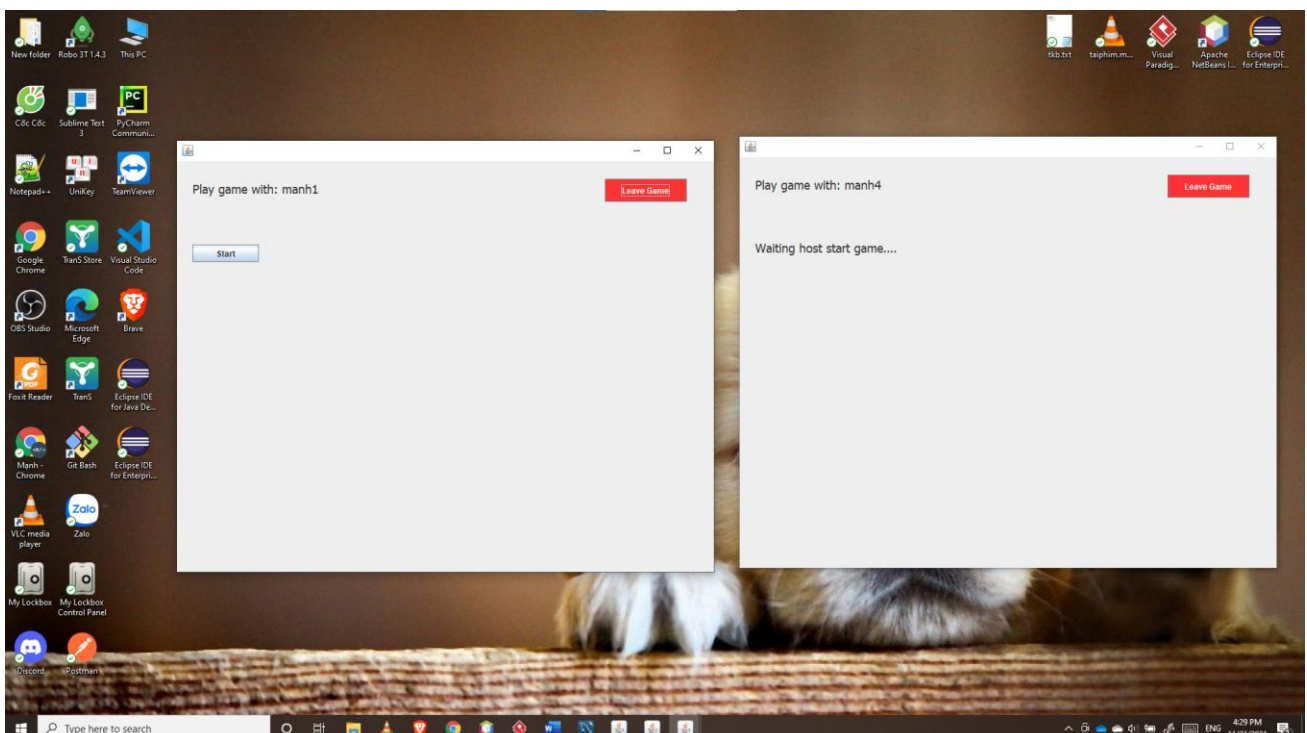 New folder
Robo 3T 1.4.3
This PC
Cốc Cốc
Sublime Text
3
PyCharm
Communi...
Notepad++
UniKey
TeamViewer
Google
Chrome
TranS Store
Visual Studio
Code
OBS Studio
Microsoft
Edge
Brave
Foxit Reader
TranS
Eclipse IDE
for Java De...
Mạnh -
Chrome
Git Bash
Eclipse IDE
for Enterpri...
VLC media
player
Zalo
Zalo
My Lockbox
My Lockbox
Control Panel
Discord
Postman
tkb.txt
taiphim.m...
Visual
Paradig...
Apache
NetBeans I...
Eclipse IDE
for Enterpri...
Play game with: manh1
Leave Game
Start
Play game with: manh4
Leave Game
Waiting host start game....
Type here to search
ENG
4:29 PM